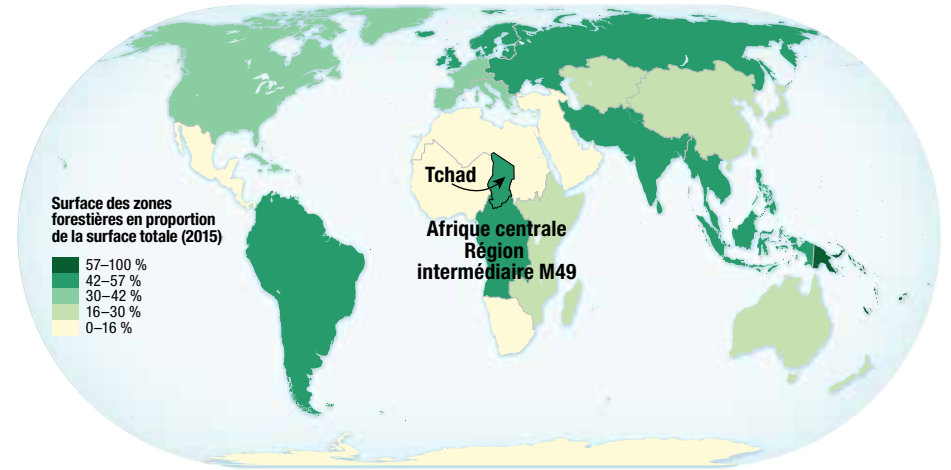 Tchad
Afrique centrale
Région
intermédiaire M49
Surface des zones
forestières en proportion
de la surface totale (2015)
57–100 %
42–57 %
30–42 %
16–30 %
0–16 %